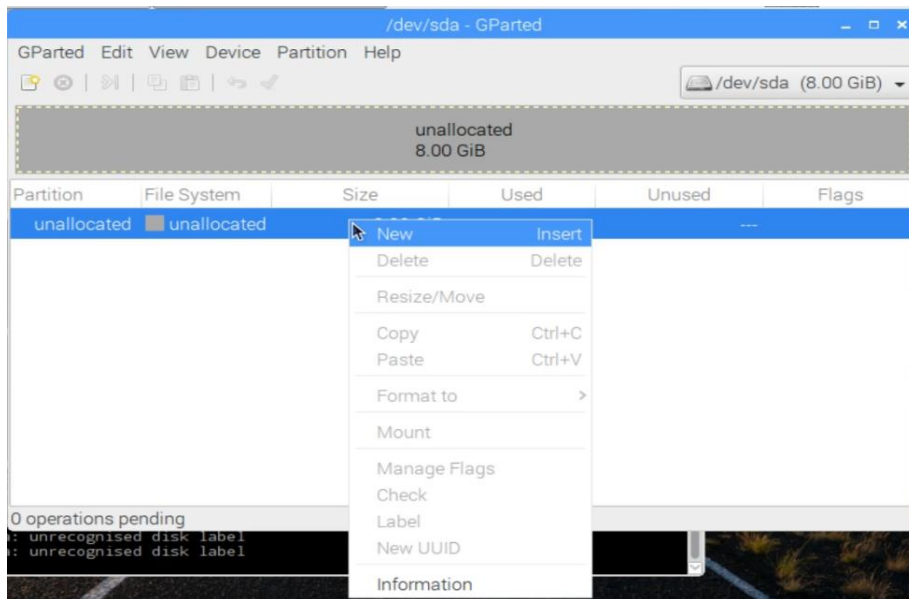 /dev/sda - GParted
GParted Edit View Device Partition Help
/dev/sda (8.00 GiB)
unallocated
8.00 GiB
Partition File System Size Used Unused Flags
unallocated unallocated ---
New Insert
Delete Delete
Resize/Move
Copy Ctrl+C
Paste Ctrl+V
Format to >
Mount
Manage Flags
Check
Label
New UUID
Information
0 operations pending
: unrecognised disk label
: unrecognised disk label